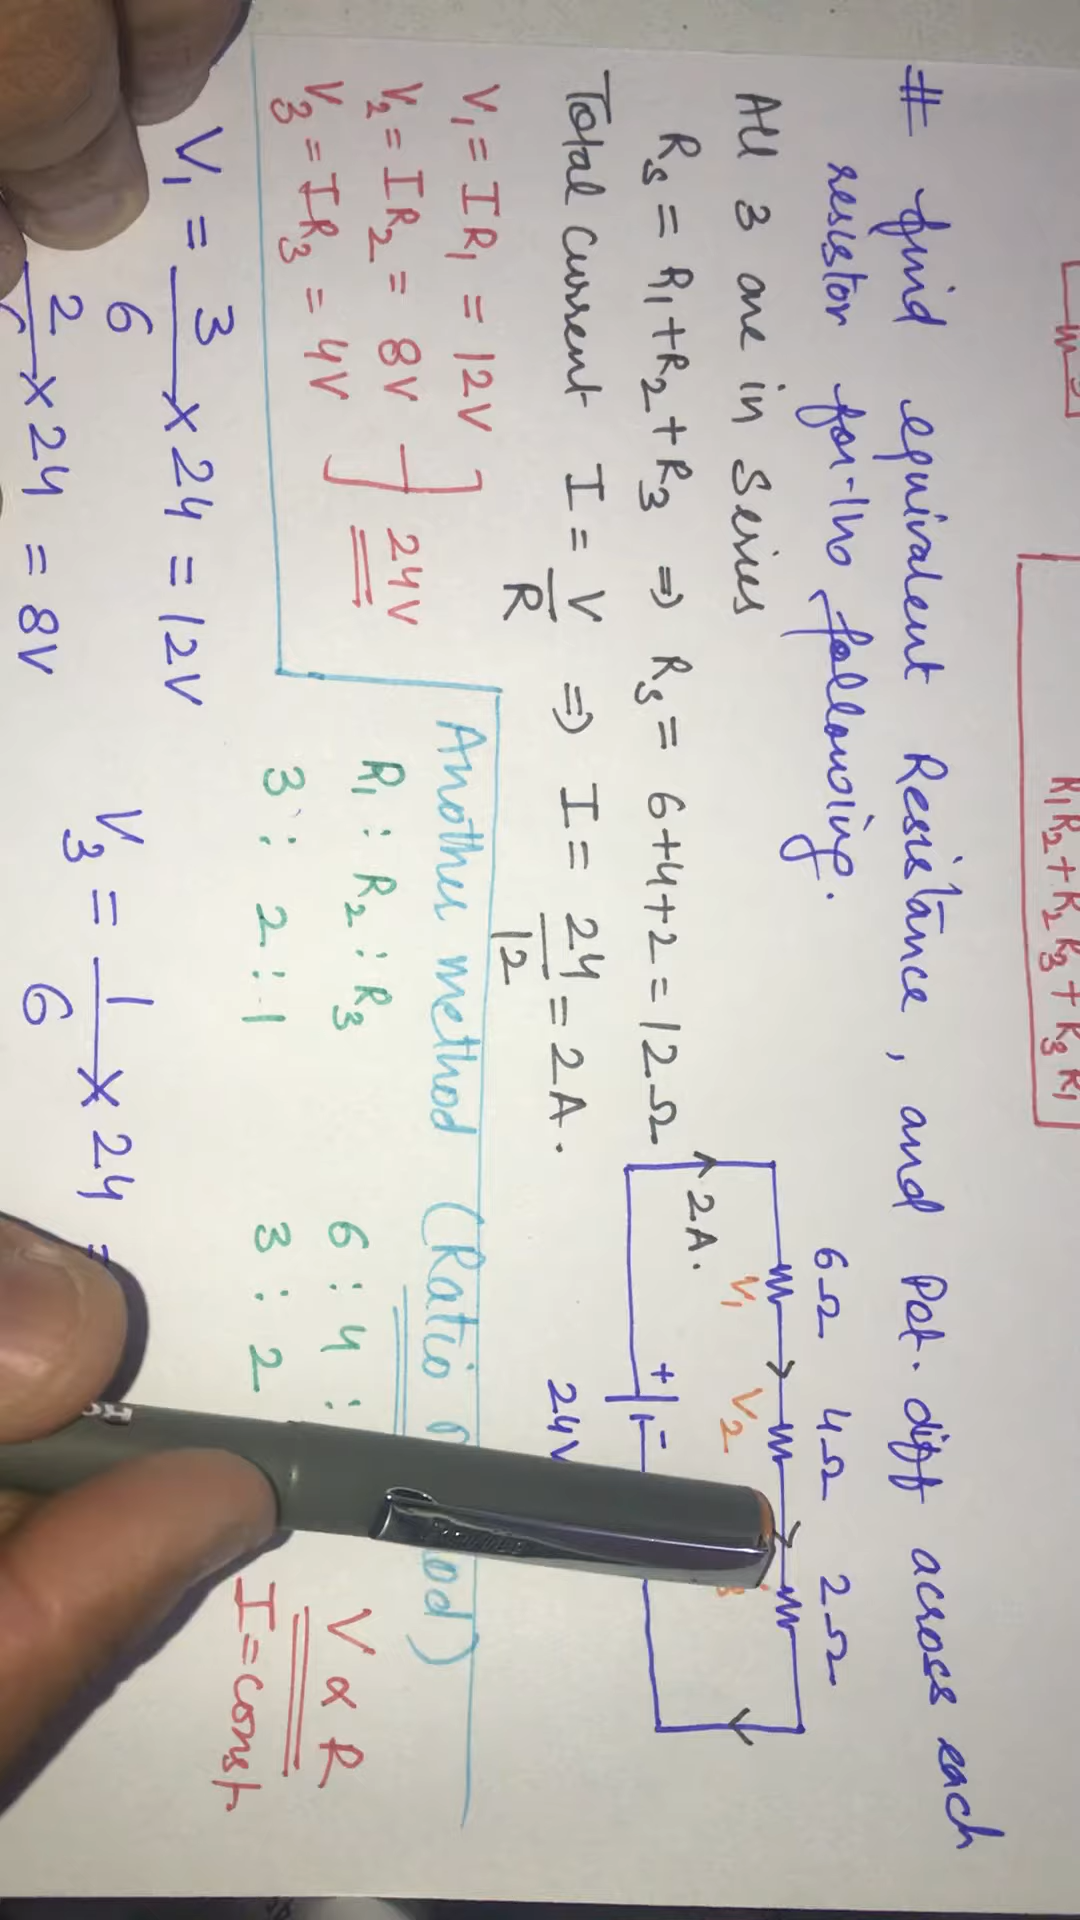 R₁R₂ + R₂R₃ + R₃R₁
# find equivalent Resistance, and Pot. diff across each
resistor for the following.
6Ω 4Ω 2Ω
All 3 are in Series
V₁ V₂ 3
2A.
Rs = R₁+R₂+R₃ ⇒ Rs = 6+4+2 = 12Ω
+ -
24V
Total Current I = V/R ⇒ I = 24/12 = 2A.
V₁ = IR₁ = 12V
V₂ = IR₂ = 8V
V₃ = IR₃ = 4V
24V
Another method (Ratio od)
R₁ : R₂ : R₃ 6 : 4 :
3 : 2 : 1 3 : 2
V α R
I = const.
V₁ = 3/6 × 24 = 12V
V₃ = 1/6 × 24 =
2 × 24 = 8V